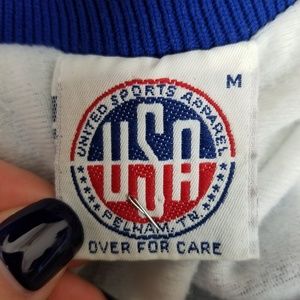 M
UNITED SPORTS APPAREL
USA
PELHAM, TN.
OVER FOR CARE